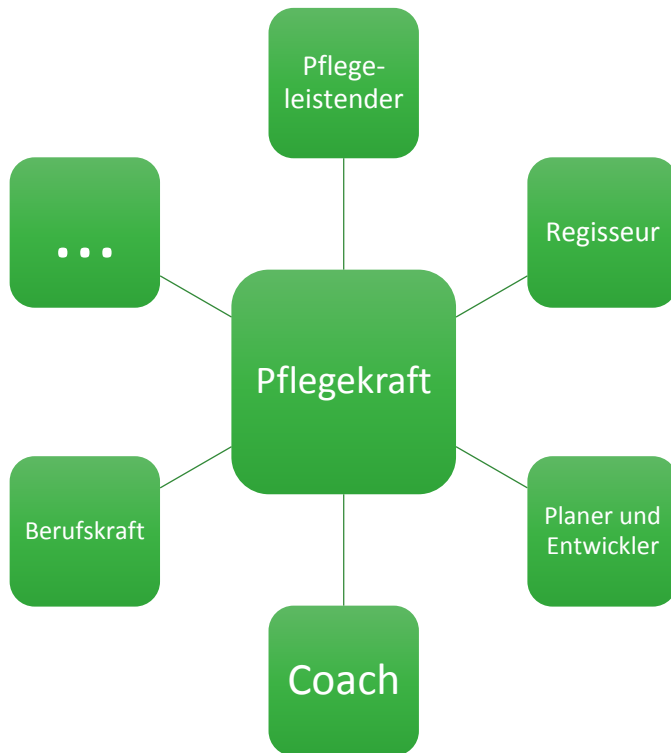 Pflege-
leistender
Regisseur
...
Pflegekraft
Planer und
Entwickler
Berufskraft
Coach